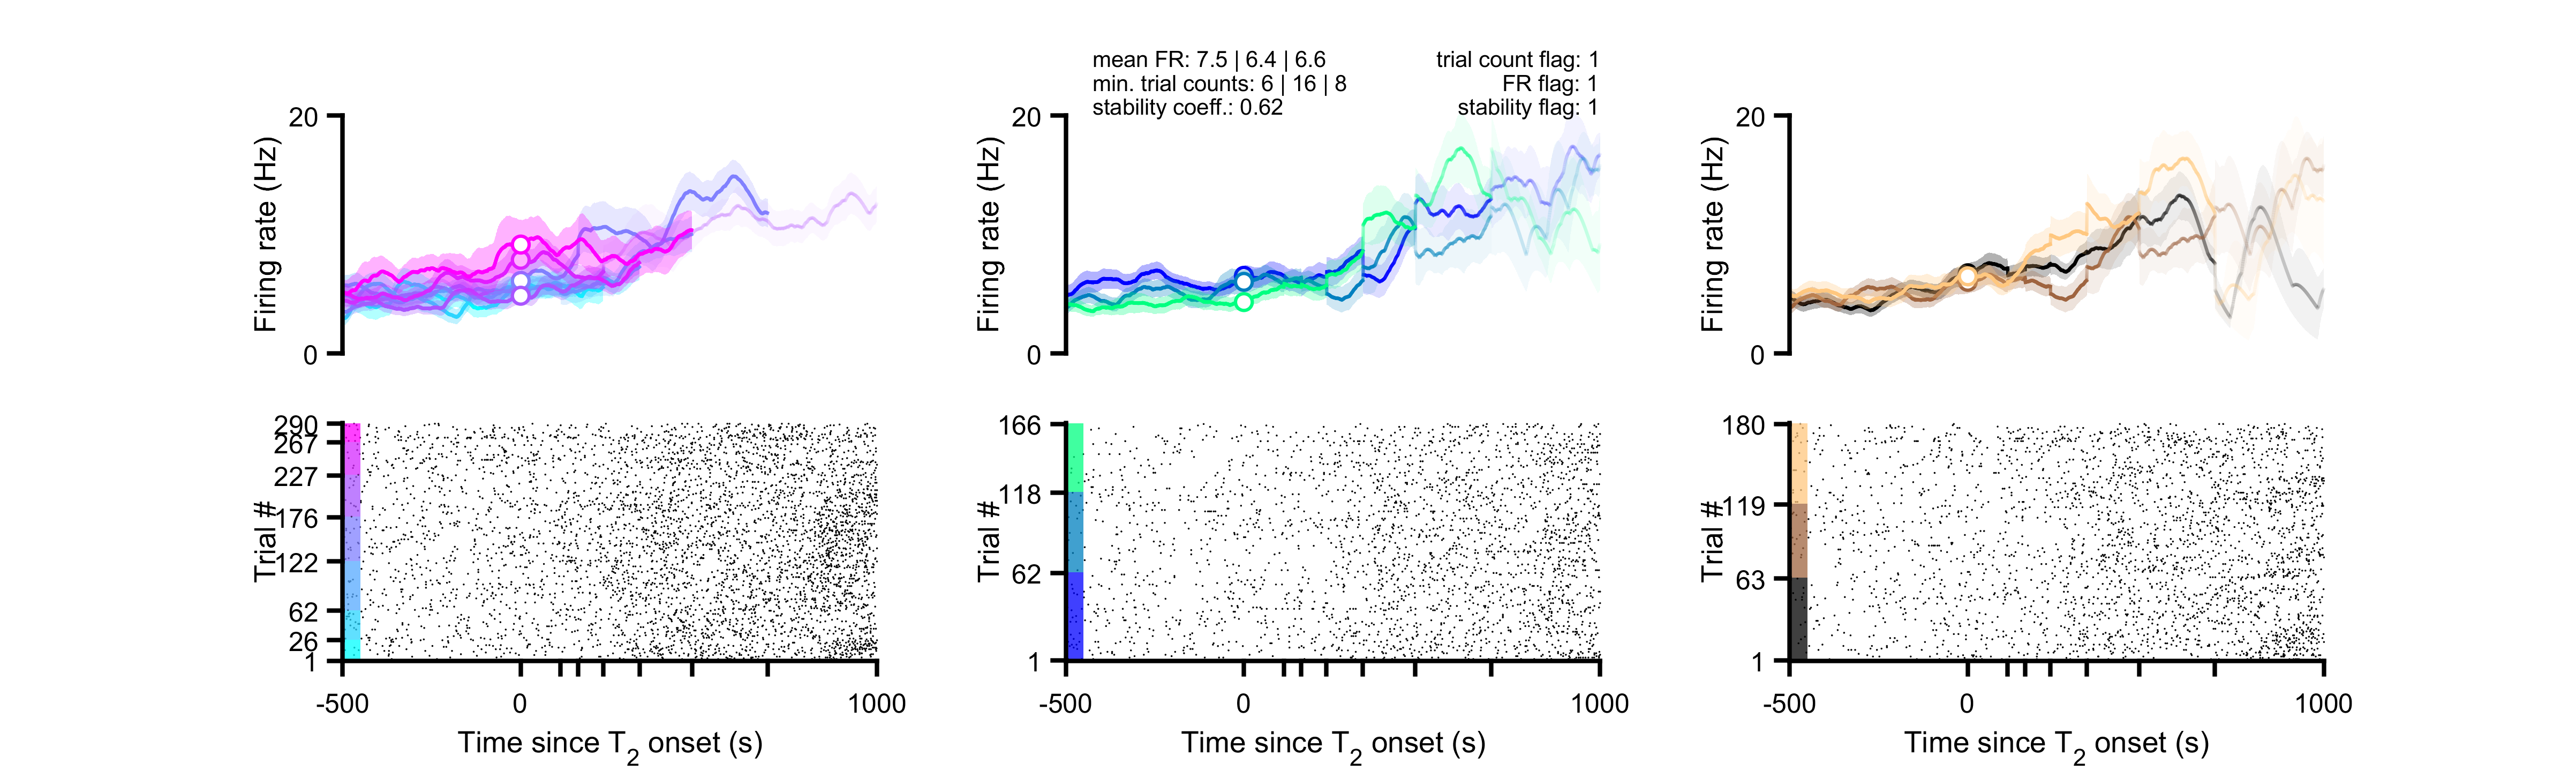 mean FR: 7.5 | 6.4 | 6.6
min. trial counts: 6 | 16 | 8
stability coeff.: 0.62
trial count flag: 1
FR flag: 1
stability flag: 1
20
0
Firing rate (Hz)
20
0
Firing rate (Hz)
20
0
Firing rate (Hz)
290
267
227
176
122
62
26
1
Trial #
-500
0
1000
Time since T2 onset (s)
166
118
62
1
Trial #
-500
0
1000
Time since T2 onset (s)
180
119
63
1
Trial #
-500
0
1000
Time since T2 onset (s)